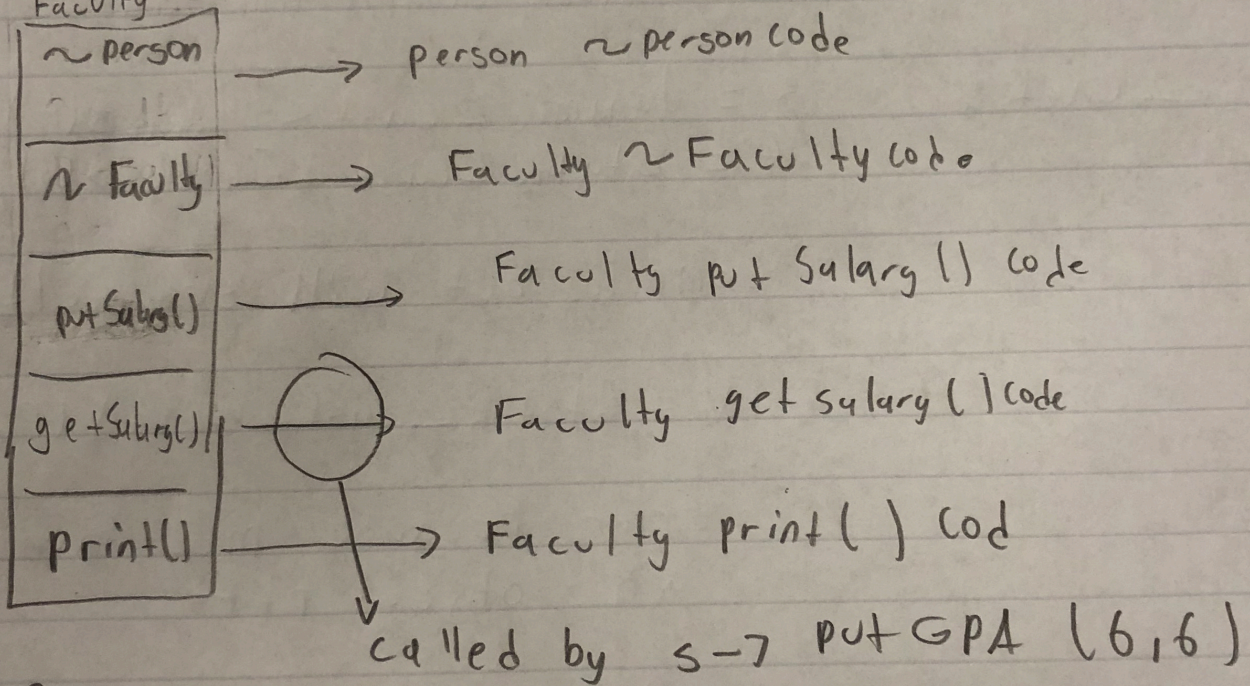 Faculty
~ person → person ~ person code
~ Faculty → Faculty ~ Faculty code
putSalary() → Faculty put Salary () code
getSalary() → Faculty get salary () code
print() → Faculty print( ) cod
called by s-> put GPA (6,6)